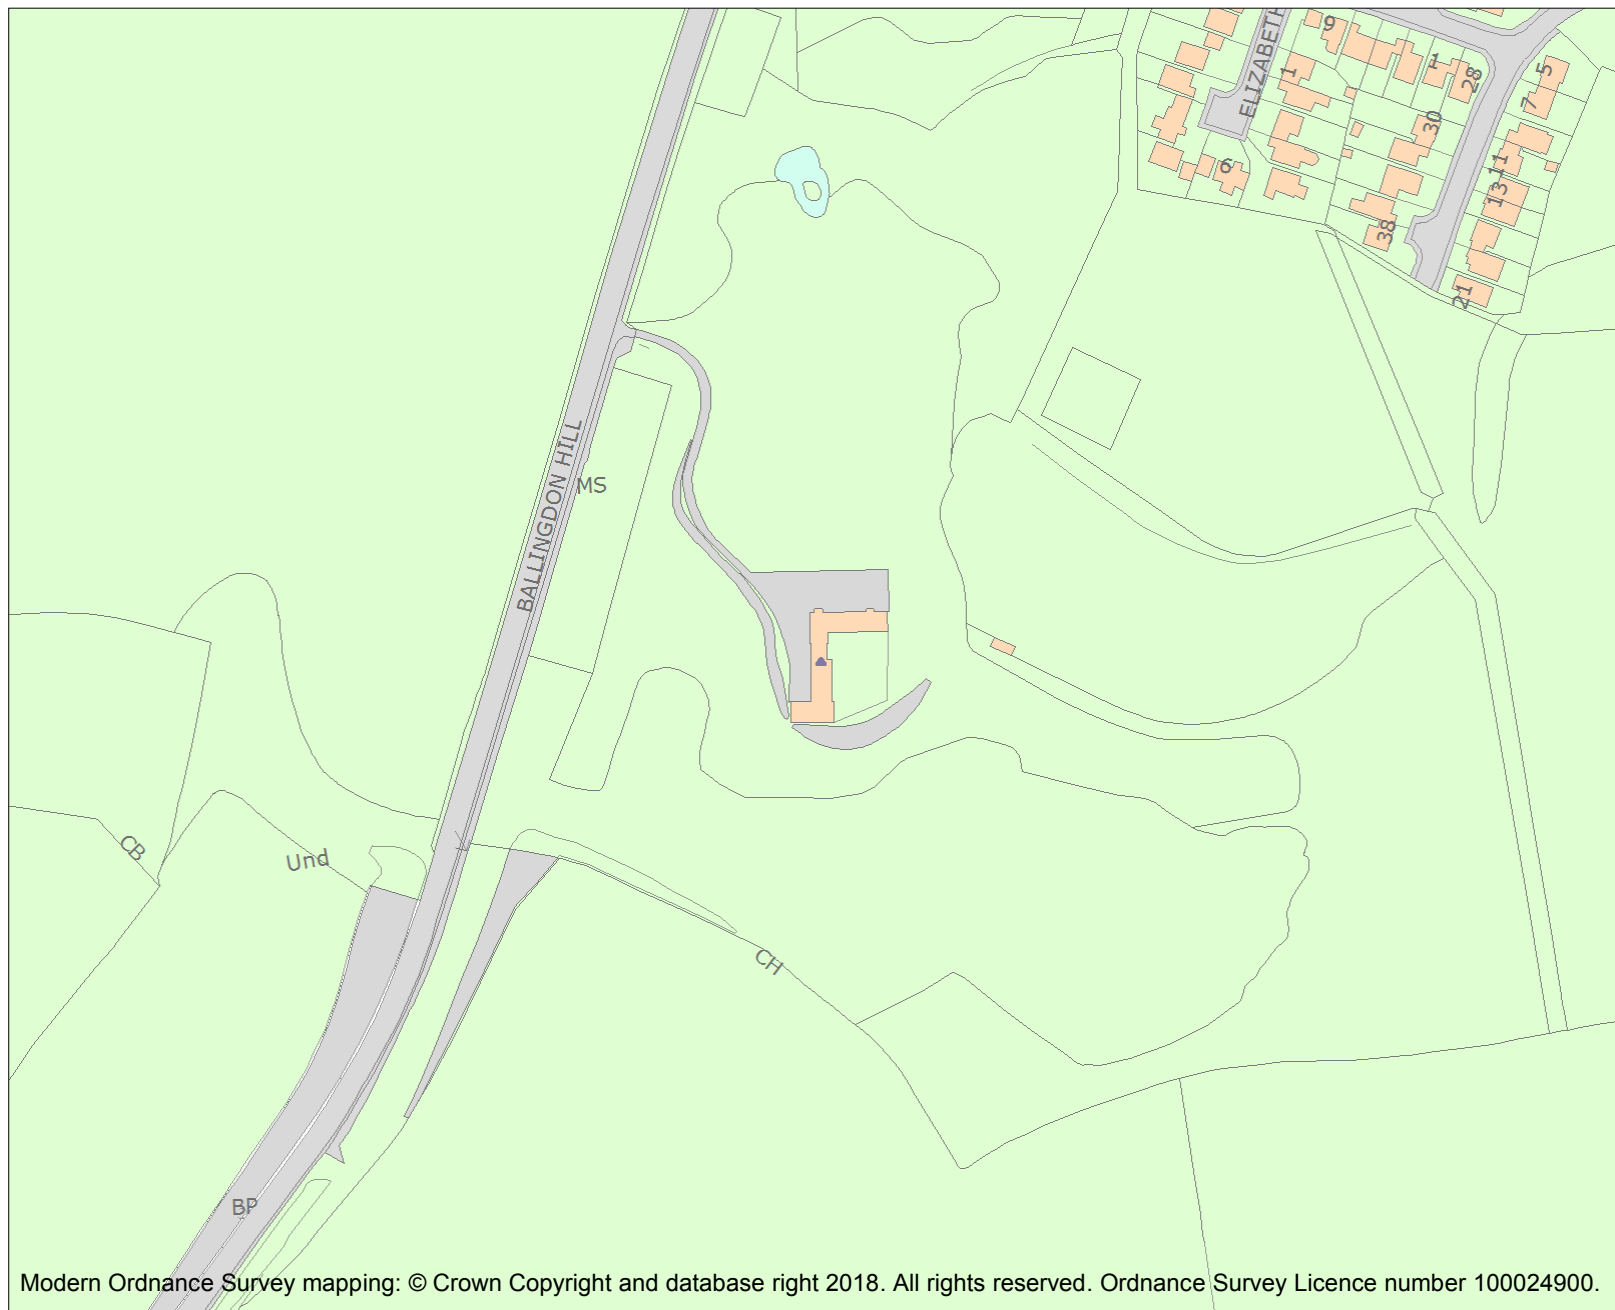 ELIZABETH
9
1
1
28
5
7
30
11
13
6
38
21
BALLINGDON HILL
MS
CB
Und
CH
BP
Modern Ordnance Survey mapping: © Crown Copyright and database right 2018. All rights reserved. Ordnance Survey Licence number 100024900.